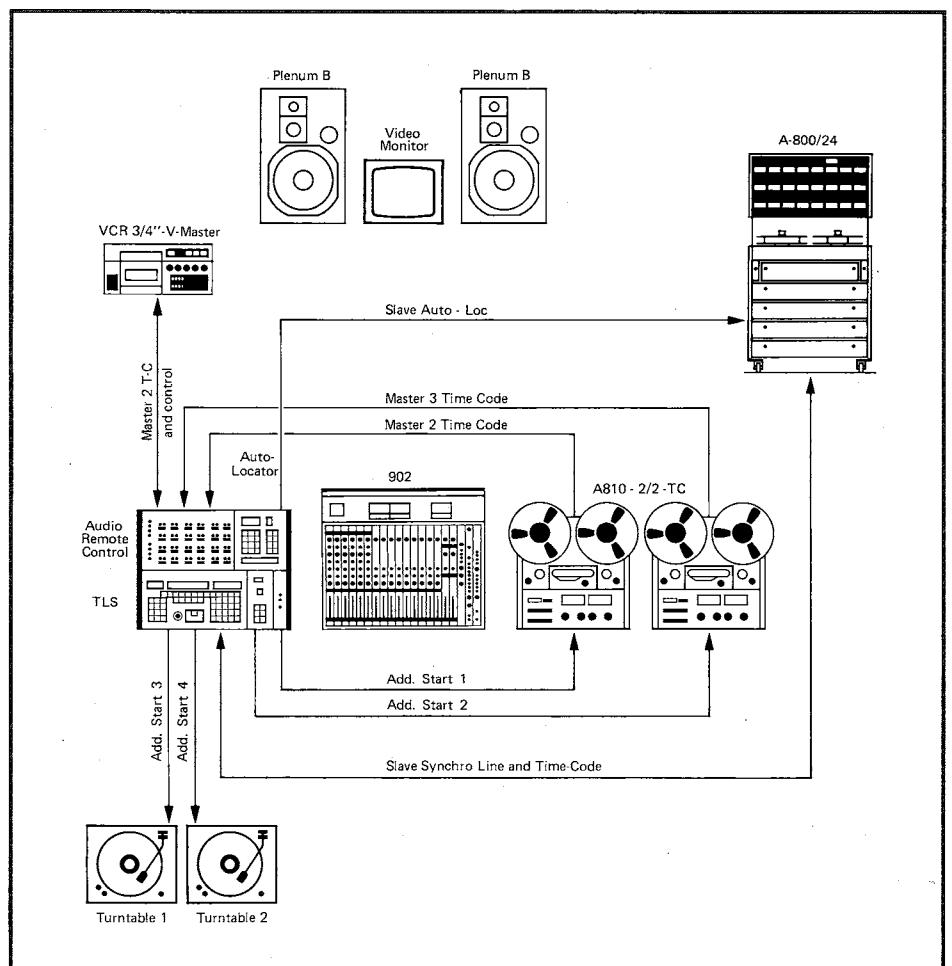 Plenum B
Plenum B
Video
Monitor
A-800/24
VCR 3/4''-V-Master
Slave Auto - Loc
Master 2 T-C
and control
Master 3 Time Code
Master 2 Time Code
Auto-
Locator
902
A810 - 2/2 -TC
Audio
Remote
Control
TLS
Add. Start 1
Add. Start 2
Add. Start 3
Add. Start 4
Slave Synchro Line and Time-Code
Turntable 1
Turntable 2